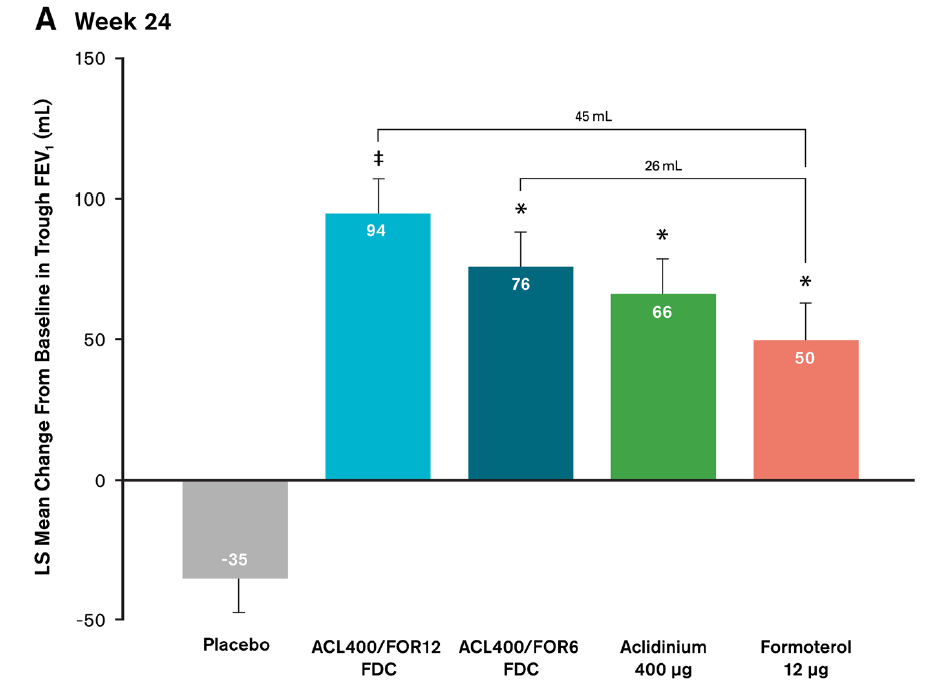 A Week 24
LS Mean Change From Baseline in Trough FEV₁ (mL)
150
100
50
0
-50
45 mL
26 mL
‡
*
*
*
94
76
66
50
-35
Placebo
ACL400/FOR12
FDC
ACL400/FOR6
FDC
Aclidinium
400 µg
Formoterol
12 µg